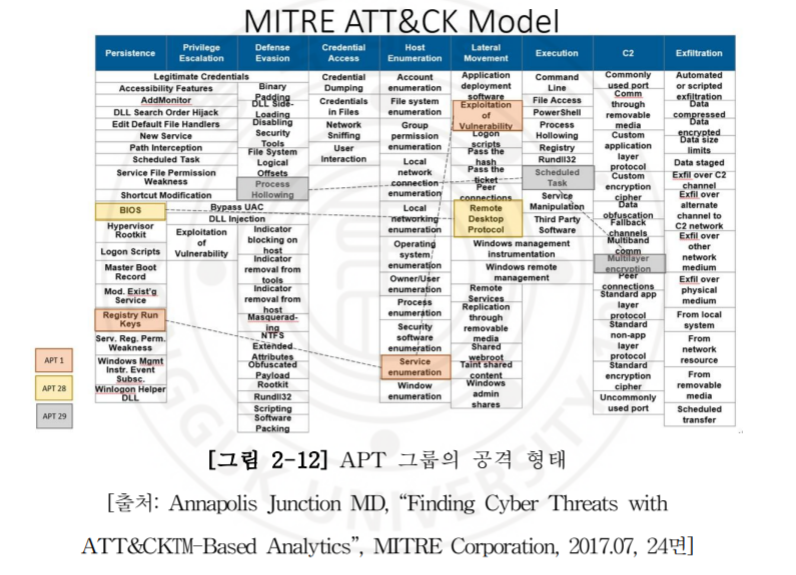 MITRE ATT&CK Model
Persistence
Privilege
Escalation
Defense
Evasion
Credential
Access
Host
Enumeration
Lateral
Movement
Execution
C2
Exfiltration
Legitimate Credentials
Accessibility Features
AddMonitor
DLL Search Order Hijack
Edit Default File Handlers
New Service
Path Interception
Scheduled Task
Service File Permission
Weakness
Shortcut Modification
BIOS
Bypass UAC
DLL Injection
Hypervisor
Rootkit
Logon Scripts
Master Boot
Record
Mod. Exist'g
Service
Registry Run
Keys
Serv. Reg. Perm.
Weakness
Windows Mgmt
Instr. Event
Subsc.
Winlogon Helper
DLL
Exploitation
of
Vulnerability
Binary
Padding
DLL Side-
Loading
Disabling
Security
Tools
File System
Logical
Offsets
Process
Hollowing
Indicator
blocking on
host
Indicator
removal from
tools
Indicator
removal from
host
Masquerad-
ing
NTFS
Extended
Attributes
Obfuscated
Payload
Rootkit
Rundll32
Scripting
Software
Packing
Credential
Dumping
Credentials
in Files
Network
Sniffing
User
Interaction
Account
enumeration
File system
enumeration
Group
permission
enumeration
Local
network
connection
enumeration
Local
networking
enumeration
Operating
system
enumeration
Owner/User
enumeration
Process
enumeration
Security
software
enumeration
Service
enumeration
Window
enumeration
Application
deployment
software
Exploitation
of
Vulnerability
Logon
scripts
Pass the
hash
Pass the
ticket
Peer
connections
Remote
Desktop
Protocol
Windows management
instrumentation
Windows remote
management
Remote
Services
Replication
through
removable
media
Shared
webroot
Taint shared
content
Windows
admin
shares
Command
Line
File Access
PowerShell
Process
Hollowing
Registry
Rundll32
Scheduled
Task
Service
Manipulation
Third Party
Software
Commonly
used port
Comm
through
removable
media
Custom
application
layer
protocol
Custom
encryption
cipher
Data
obfuscation
Fallback
channels
Multiband
comm
Multilayer
encryption
Peer
connections
Standard app
layer
protocol
Standard
non-app
layer
protocol
Standard
encryption
cipher
Uncommonly
used port
Automated
or scripted
exfiltration
Data
compressed
Data
encrypted
Data size
limits
Data staged
Exfil over C2
channel
Exfil over
alternate
channel to
C2 network
Exfil over
other
network
medium
Exfil over
physical
medium
From local
system
From
network
resource
From
removable
media
Scheduled
transfer
APT 1
APT 28
APT 29
[그림 2-12] APT 그룹의 공격 형태
[출처: Annapolis Junction MD, “Finding Cyber Threats with
ATT&CKTM-Based Analytics”, MITRE Corporation, 2017.07, 24면]